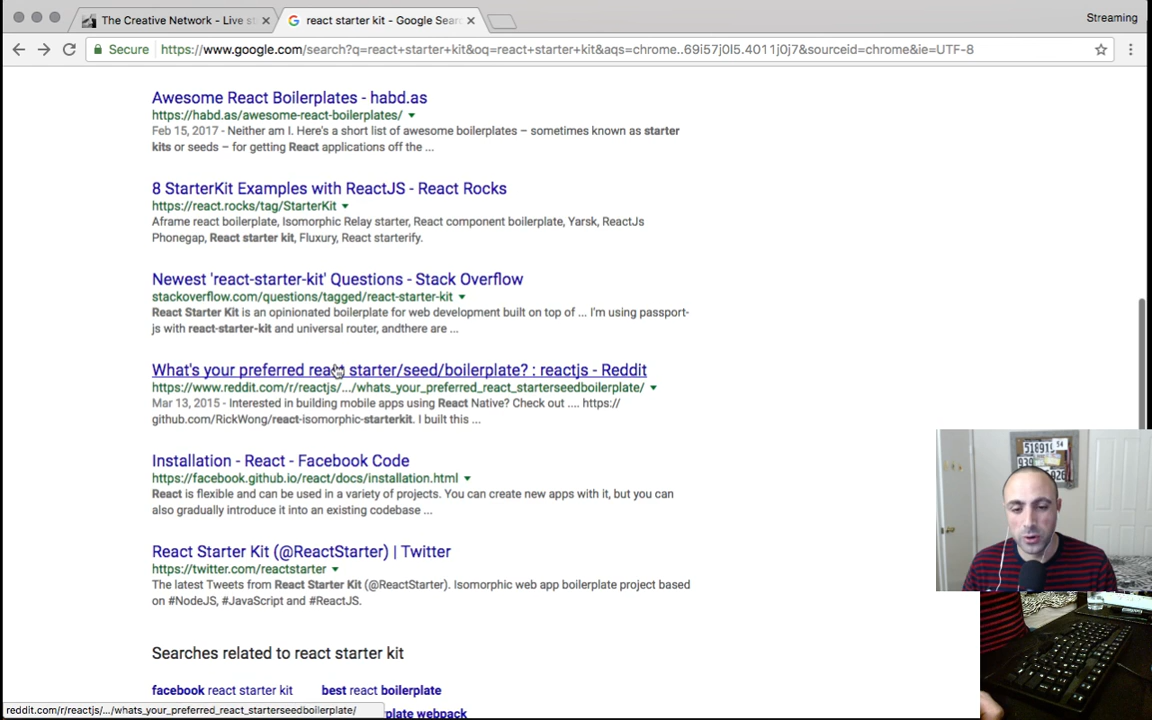 The Creative Network - Live st
react starter kit - Google Sear
Streaming
Secure
https://www.google.com/search?q=react+starter+kit&oq=react+starter+kit&aqs=chrome..69i57j0l5.4011j0j7&sourceid=chrome&ie=UTF-8
Awesome React Boilerplates - habd.as
https://habd.as/awesome-react-boilerplates/
Feb 15, 2017 - Neither am I. Here's a short list of awesome boilerplates – sometimes known as starter
kits or seeds – for getting React applications off the ...
8 StarterKit Examples with ReactJS - React Rocks
https://react.rocks/tag/StarterKit
Aframe react boilerplate, Isomorphic Relay starter, React component boilerplate, Yarsk, ReactJs
Phonegap, React starter kit, Fluxury, React starterify.
Newest 'react-starter-kit' Questions - Stack Overflow
stackoverflow.com/questions/tagged/react-starter-kit
React Starter Kit is an opinionated boilerplate for web development built on top of ... I'm using passport-
js with react-starter-kit and universal router, andthere are ...
What's your preferred react starter/seed/boilerplate? : reactjs - Reddit
https://www.reddit.com/r/reactjs/.../whats_your_preferred_react_starterseedboilerplate/
Mar 13, 2015 - Interested in building mobile apps using React Native? Check out .... https://
github.com/RickWong/react-isomorphic-starterkit. I built this ...
Installation - React - Facebook Code
https://facebook.github.io/react/docs/installation.html
React is flexible and can be used in a variety of projects. You can create new apps with it, but you can
also gradually introduce it into an existing codebase ...
React Starter Kit (@ReactStarter) | Twitter
https://twitter.com/reactstarter
The latest Tweets from React Starter Kit (@ReactStarter). Isomorphic web app boilerplate project based
on #NodeJS, #JavaScript and #ReactJS.
Searches related to react starter kit
facebook react starter kit
best react boilerplate
plate webpack
reddit.com/r/reactjs/.../whats_your_preferred_react_starterseedboilerplate/